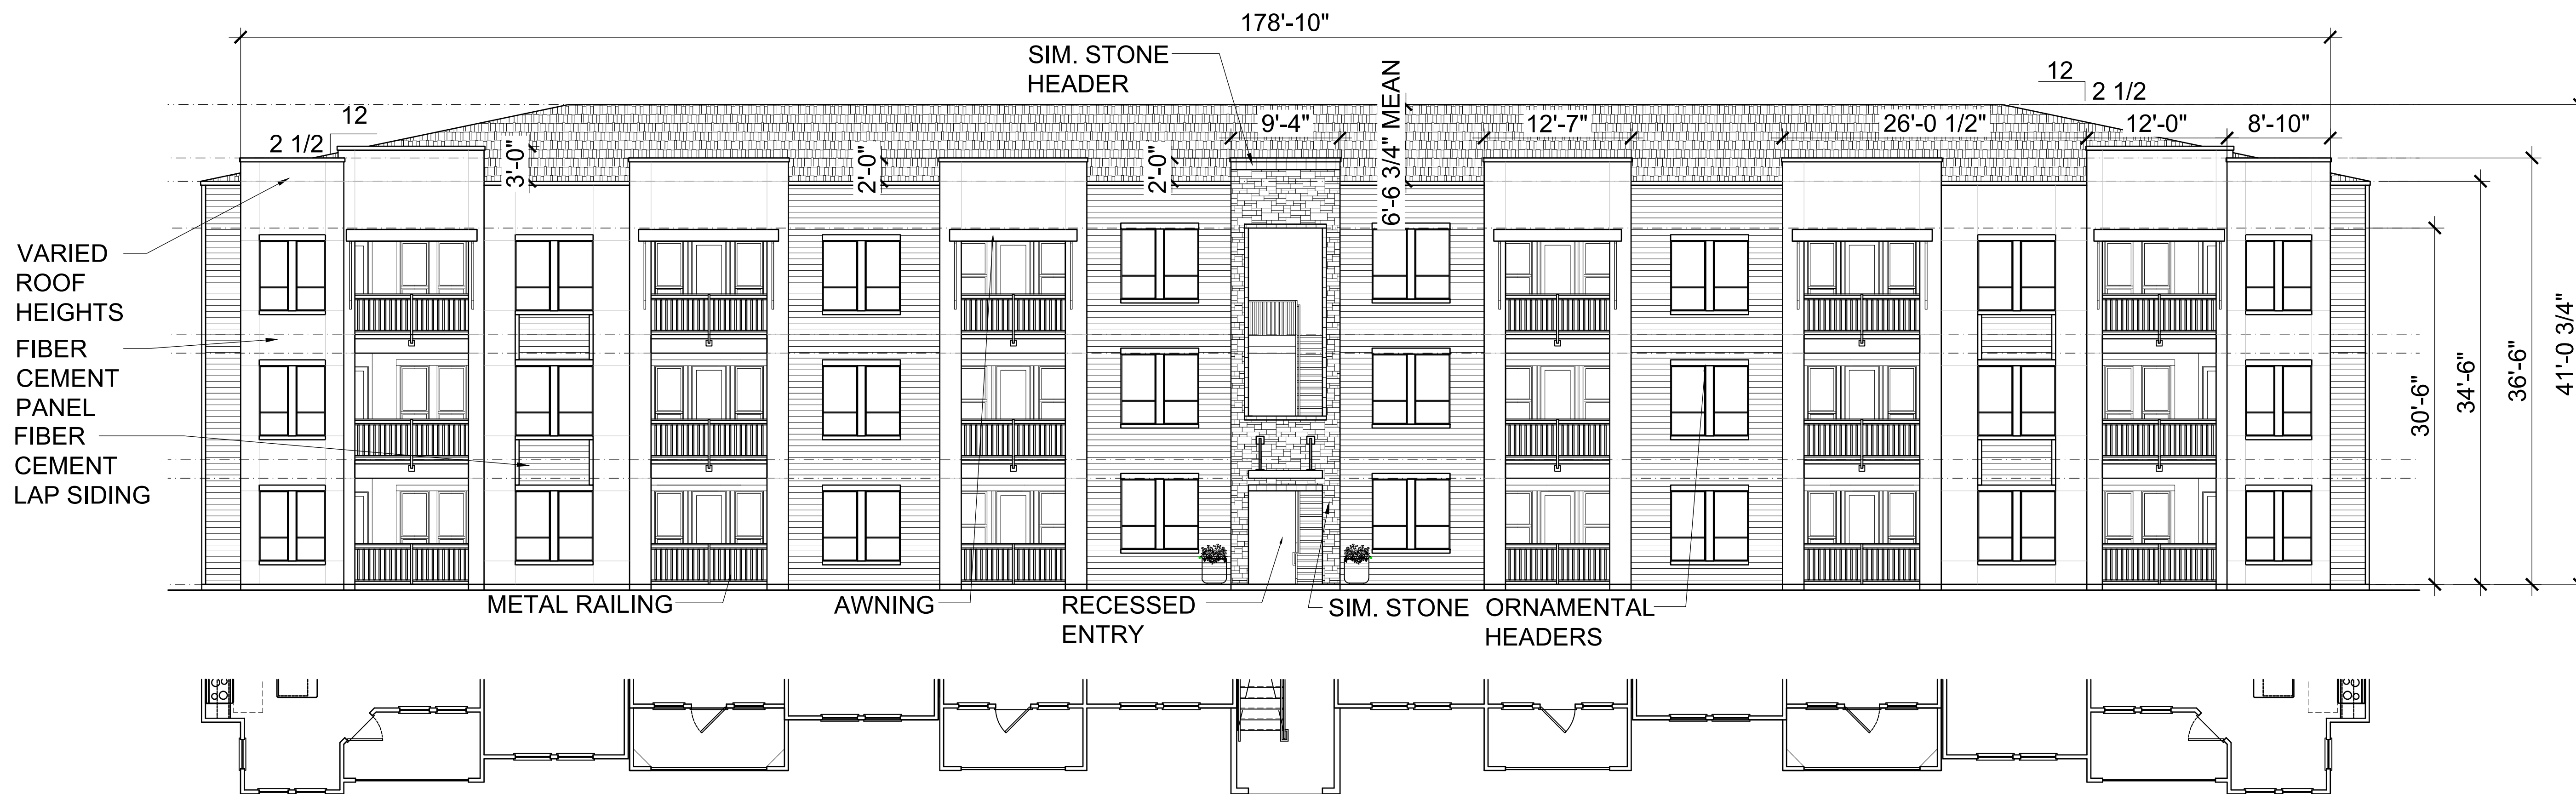 178'-10"
SIM. STONE
HEADER
6'-6 3/4" MEAN
12
2 1/2
12
2 1/2
9'-4"
12'-7"
26'-0 1/2"
12'-0"
8'-10"
3'-0"
2'-0"
2'-0"
VARIED
ROOF
HEIGHTS
FIBER
CEMENT
PANEL
FIBER
CEMENT
LAP SIDING
30'-6"
34'-6"
36'-6"
41'-0 3/4"
METAL RAILING
AWNING
RECESSED
ENTRY
SIM. STONE
ORNAMENTAL
HEADERS